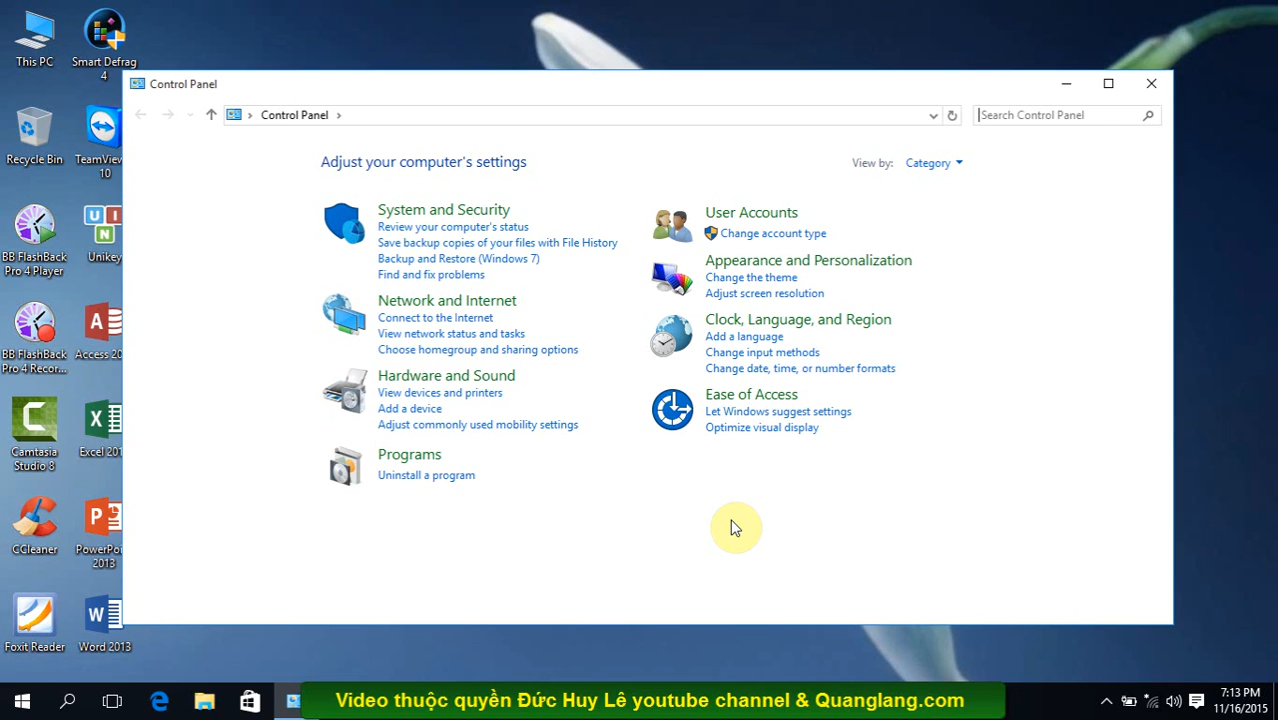 This PC
Smart Defrag
4
Recycle Bin
TeamView
10
BB FlashBack
Pro 4 Player
Unikey
BB FlashBack
Pro 4 Recor...
Access 20
Camtasia
Studio 8
Excel 201
CCleaner
PowerPoi
2013
Foxit Reader
Word 2013
Control Panel
Control Panel
Search Control Panel
Adjust your computer's settings
View by: Category
System and Security
Review your computer's status
Save backup copies of your files with File History
Backup and Restore (Windows 7)
Find and fix problems
Network and Internet
Connect to the Internet
View network status and tasks
Choose homegroup and sharing options
Hardware and Sound
View devices and printers
Add a device
Adjust commonly used mobility settings
Programs
Uninstall a program
User Accounts
Change account type
Appearance and Personalization
Change the theme
Adjust screen resolution
Clock, Language, and Region
Add a language
Change input methods
Change date, time, or number formats
Ease of Access
Let Windows suggest settings
Optimize visual display
Video thuộc quyền Đức Huy Lê youtube channel & Quanglang.com
7:13 PM
11/16/2015